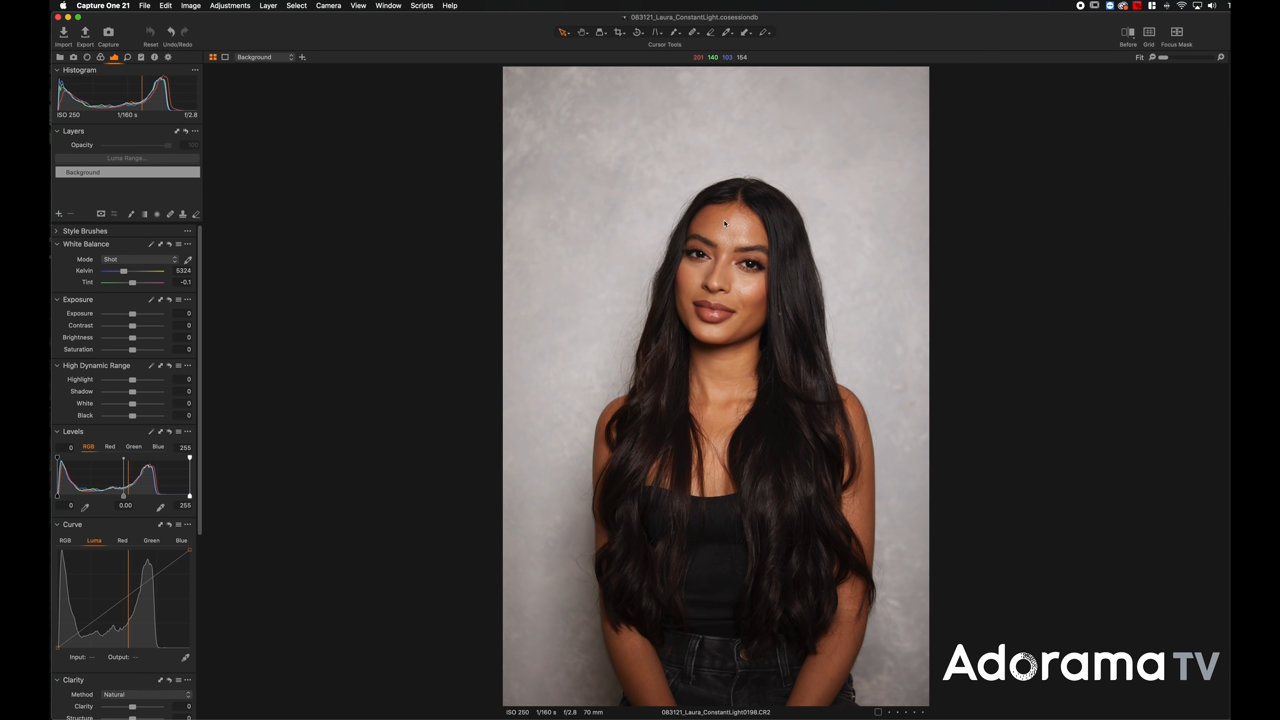 Capture One 21 File Edit Image Adjustments Layer Select Camera View Window Scripts Help
083121_Laura_ConstantLight.cosessiondb
Import Export Capture Reset Undo/Redo Cursor Tools Before Grid Focus Mask
Background 201 140 103 154 Fit
Histogram
ISO 250 1/160 s f/2.8
Layers
Opacity 100
Luma Range...
Background
Style Brushes
White Balance
Mode Shot
Kelvin 5324
Tint -0.1
Exposure
Exposure 0
Contrast 0
Brightness 0
Saturation 0
High Dynamic Range
Highlight 0
Shadow 0
White 0
Black 0
Levels
0 RGB Red Green Blue 255
0 0.00 255
Curve
RGB Luma Red Green Blue
Input: -- Output: --
Clarity
Method Natural
Clarity 0
Structure
ISO 250 1/160 s f/2.8 70 mm 083121_Laura_ConstantLight0198.CR2
Adorama TV